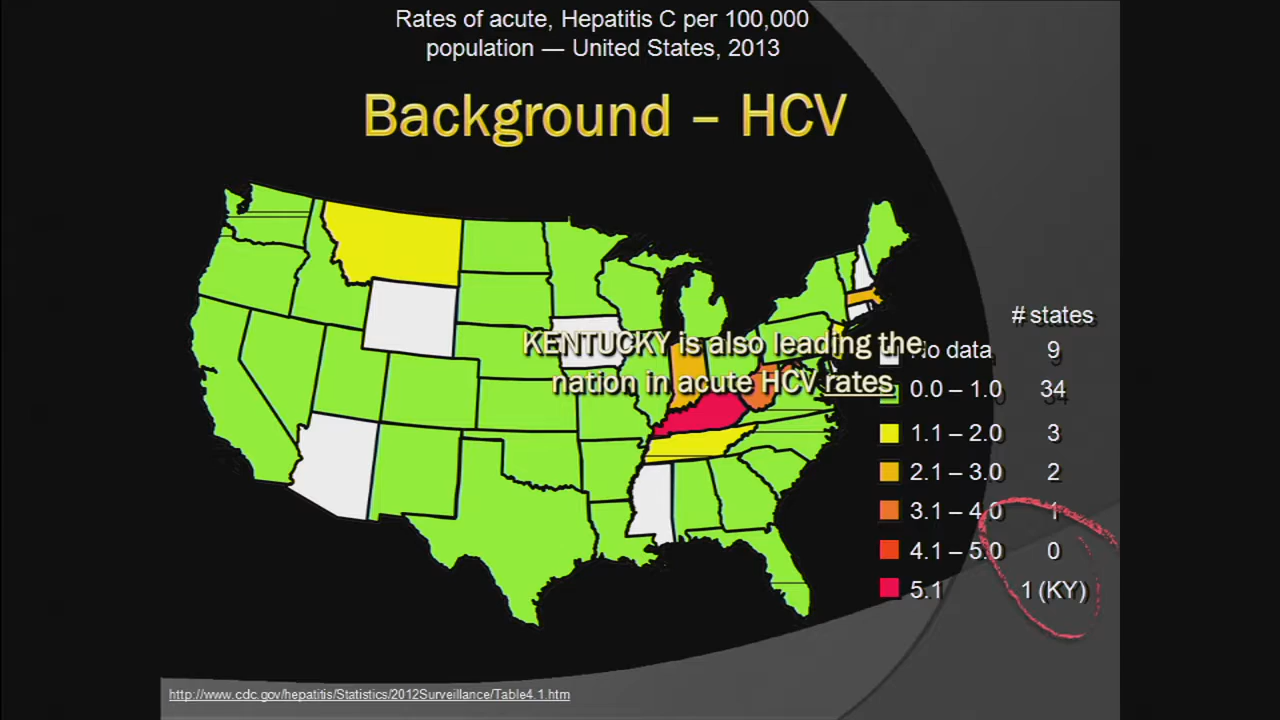 Rates of acute, Hepatitis C per 100,000
population — United States, 2013
Background – HCV
# states
KENTUCKY is also leading the
nation in acute HCV rates
No data 9
0.0 – 1.0 34
1.1 – 2.0 3
2.1 – 3.0 2
3.1 – 4.0 1
4.1 – 5.0 0
5.1 1 (KY)
http://www.cdc.gov/hepatitis/Statistics/2012Surveillance/Table4.1.htm